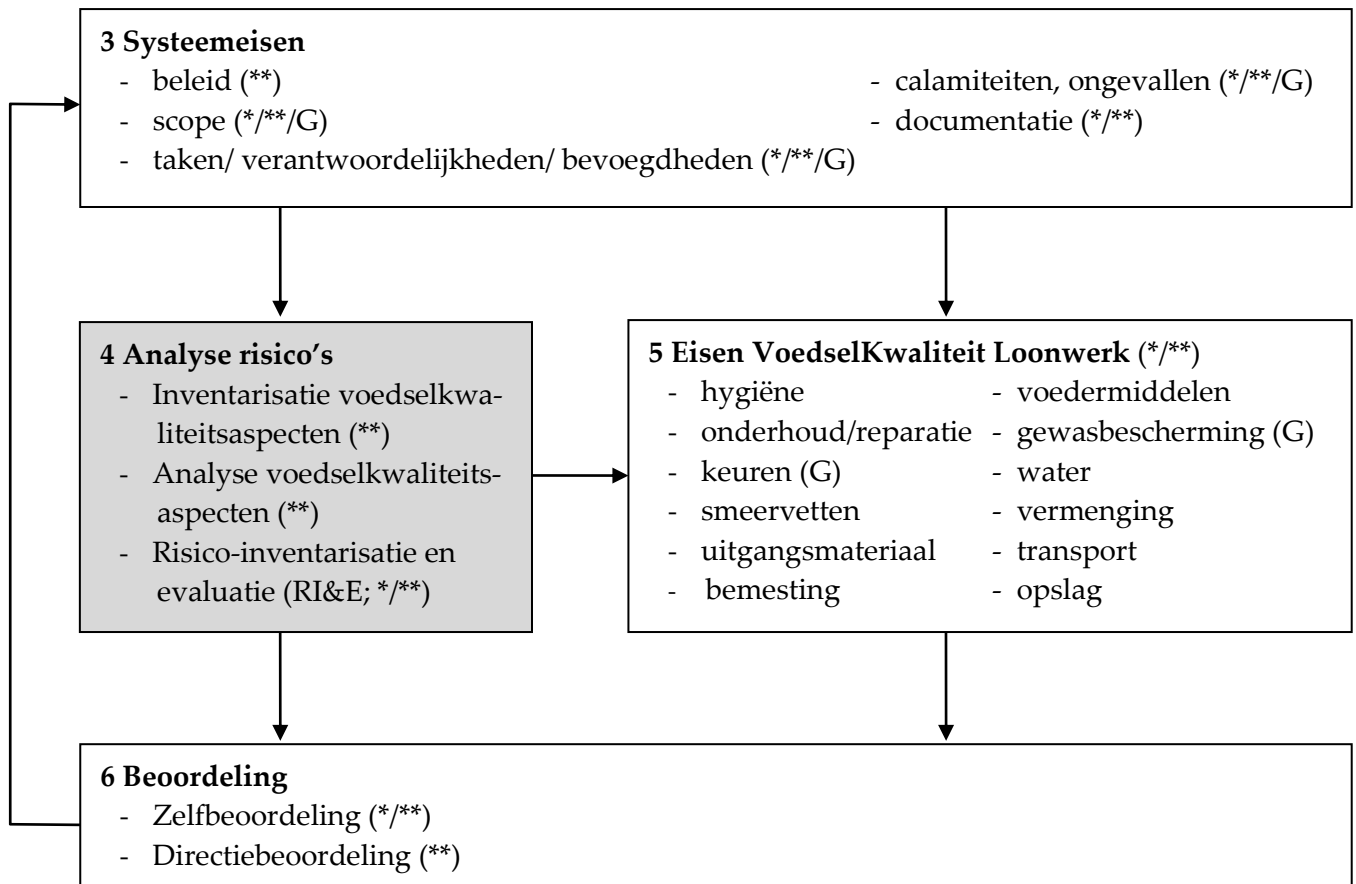 3 Systeemeisen
- beleid (**)
- scope (*/**/G)
- taken/ verantwoordelijkheden/ bevoegdheden (*/**/G)
- calamiteiten, ongevallen (*/**/G)
- documentatie (*/**)
4 Analyse risico’s
- Inventarisatie voedselkwa-
liteitsaspecten (**)
- Analyse voedselkwaliteits-
aspecten (**)
- Risico-inventarisatie en
evaluatie (RI&E; */**)
5 Eisen VoedselKwaliteit Loonwerk (*/**)
- hygiëne
- onderhoud/reparatie
- keuren (G)
- smeervetten
- uitgangsmateriaal
- bemesting
- voedermiddelen
- gewasbescherming (G)
- water
- vermenging
- transport
- opslag
6 Beoordeling
- Zelfbeoordeling (*/**)
- Directiebeoordeling (**)